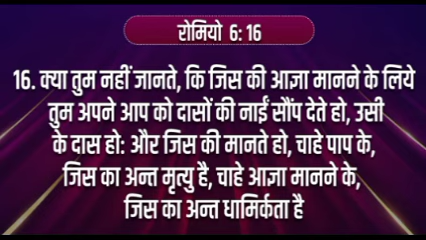 रोमियो 6: 16
16. क्या तुम नहीं जानते, कि जिस की आज्ञा मानने के लिये
तुम अपने आप को दासों की नाईं सौंप देते हो, उसी
के दास हो: और जिस की मानते हो, चाहे पाप के,
जिस का अन्त मृत्यु है, चाहे आज्ञा मानने के,
जिस का अन्त धामिर्कता है